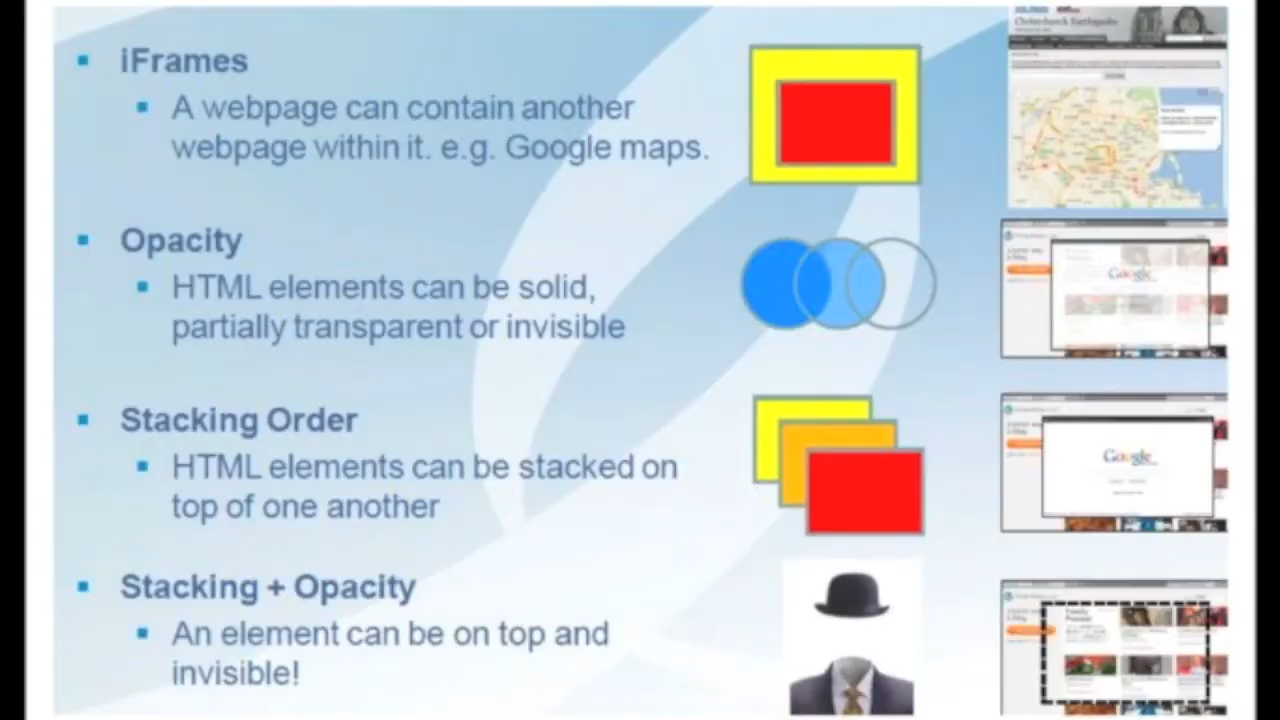 iFrames
A webpage can contain another
webpage within it. e.g. Google maps.
Opacity
HTML elements can be solid,
partially transparent or invisible
Stacking Order
HTML elements can be stacked on
top of one another
Stacking + Opacity
An element can be on top and
invisible!
Christchurch Earthquake
Google
Google